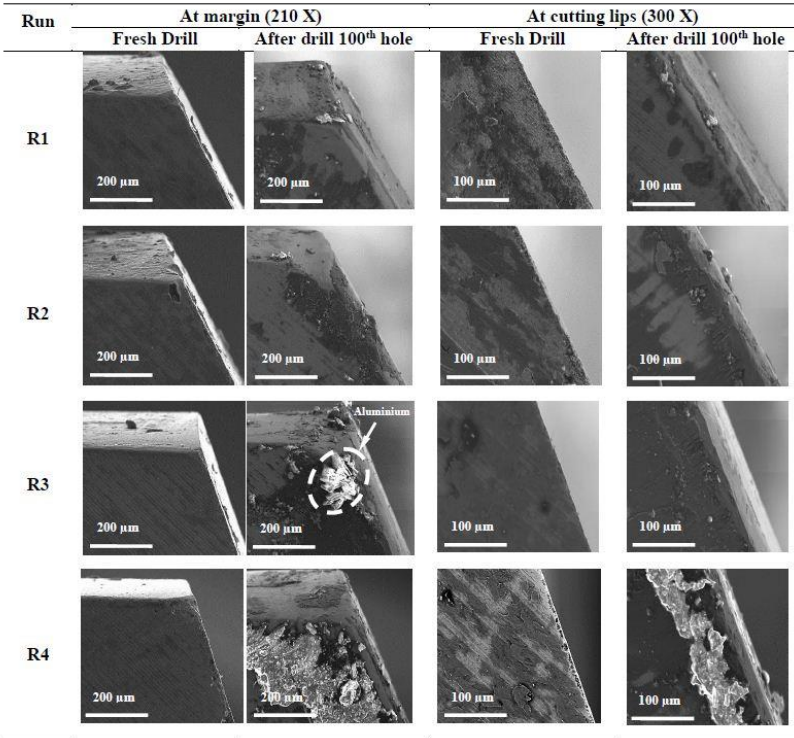 Run At margin (210 X) At cutting lips (300 X)
Fresh Drill After drill 100th hole Fresh Drill After drill 100th hole
R1
200 µm 200 µm 100 µm 100 µm
R2
200 µm 200 µm 100 µm 100 µm
R3
Aluminium
200 µm 200 µm 100 µm 100 µm
R4
200 µm 200 µm 100 µm 100 µm